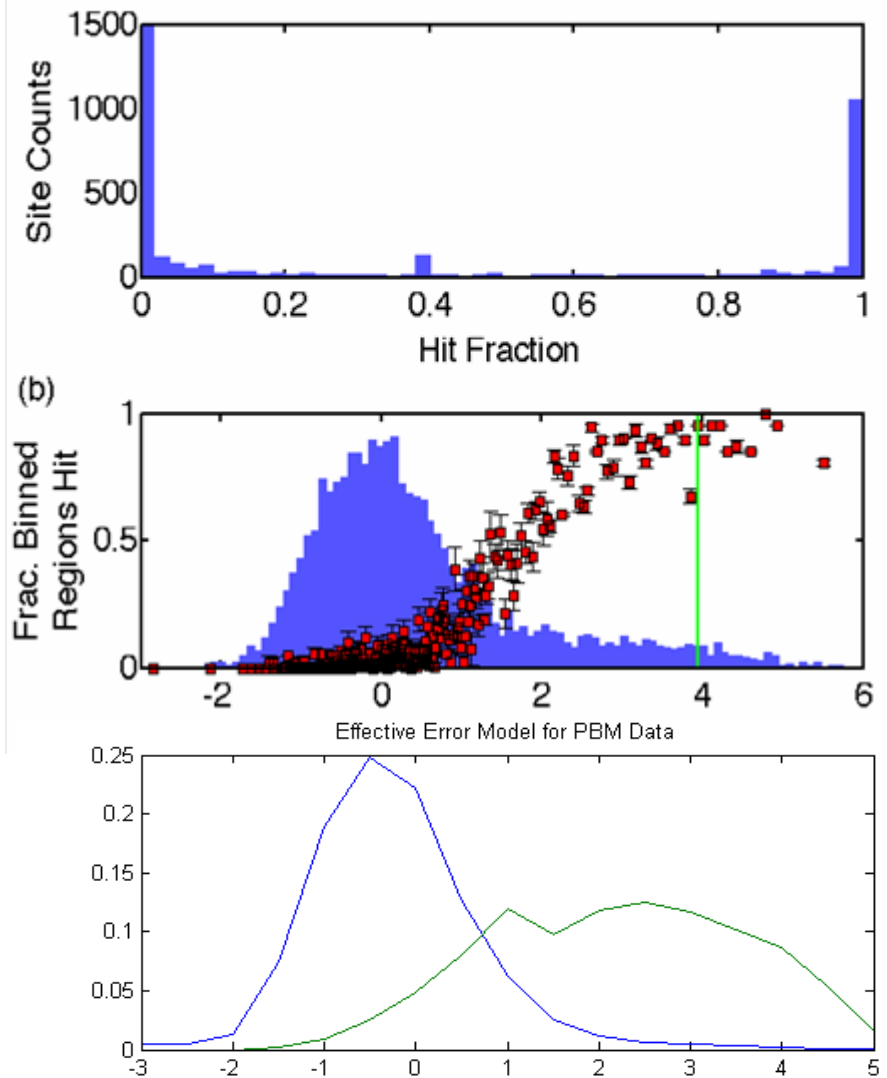 1500
1000
500
0
Site Counts
0 0.2 0.4 0.6 0.8 1
Hit Fraction
(b)
1
0.5
0
Frac. Binned
Regions Hit
-2 0 2 4 6
Effective Error Model for PBM Data
0.25
0.2
0.15
0.1
0.05
0
-3 -2 -1 0 1 2 3 4 5